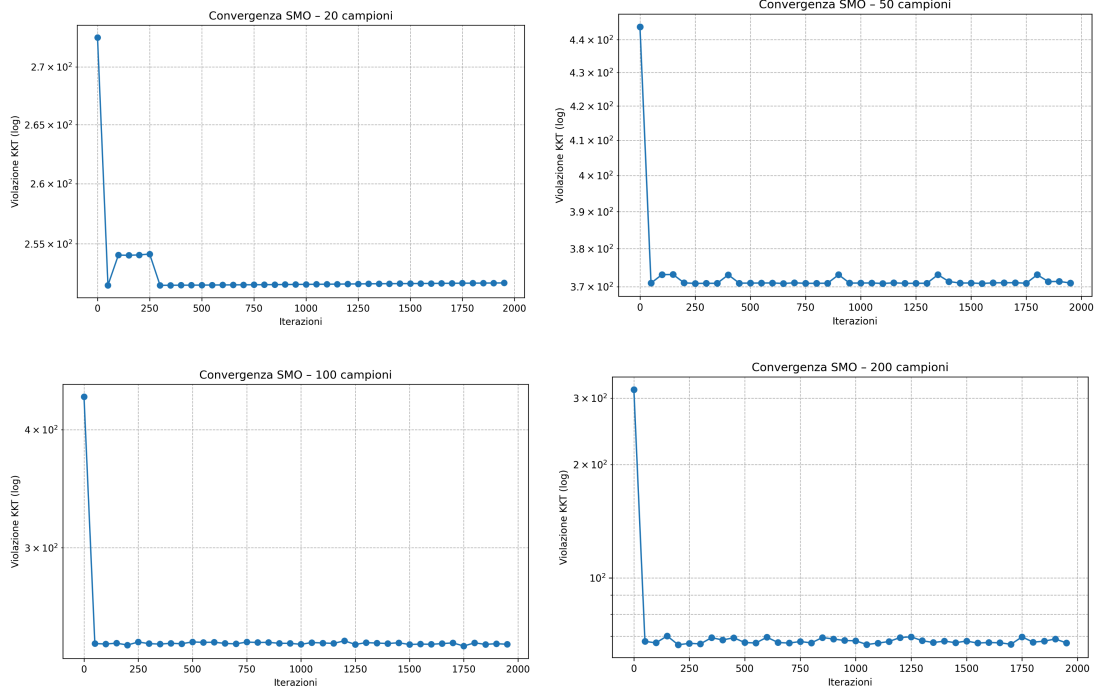 Convergenza SMO – 20 campioni
Violazione KKT (log)
2.7 × 10²
2.65 × 10²
2.6 × 10²
2.55 × 10²
0 250 500 750 1000 1250 1500 1750 2000
Iterazioni
Convergenza SMO – 50 campioni
Violazione KKT (log)
4.4 × 10²
4.3 × 10²
4.2 × 10²
4.1 × 10²
4 × 10²
3.9 × 10²
3.8 × 10²
3.7 × 10²
0 250 500 750 1000 1250 1500 1750 2000
Iterazioni
Convergenza SMO – 100 campioni
Violazione KKT (log)
4 × 10²
3 × 10²
0 250 500 750 1000 1250 1500 1750 2000
Iterazioni
Convergenza SMO – 200 campioni
Violazione KKT (log)
3 × 10²
2 × 10²
10²
0 250 500 750 1000 1250 1500 1750 2000
Iterazioni